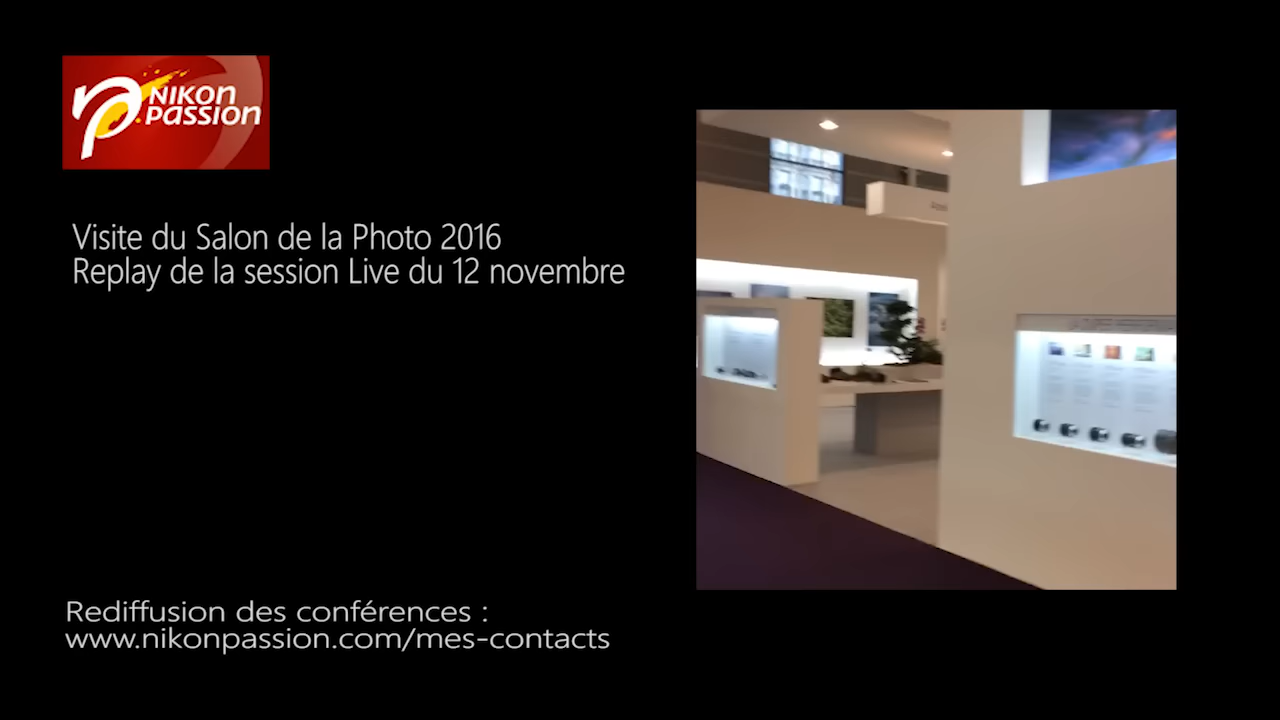 NIKON
PASSION
Visite du Salon de la Photo 2016
Replay de la session Live du 12 novembre
Rediffusion des conférences :
www.nikonpassion.com/mes-contacts